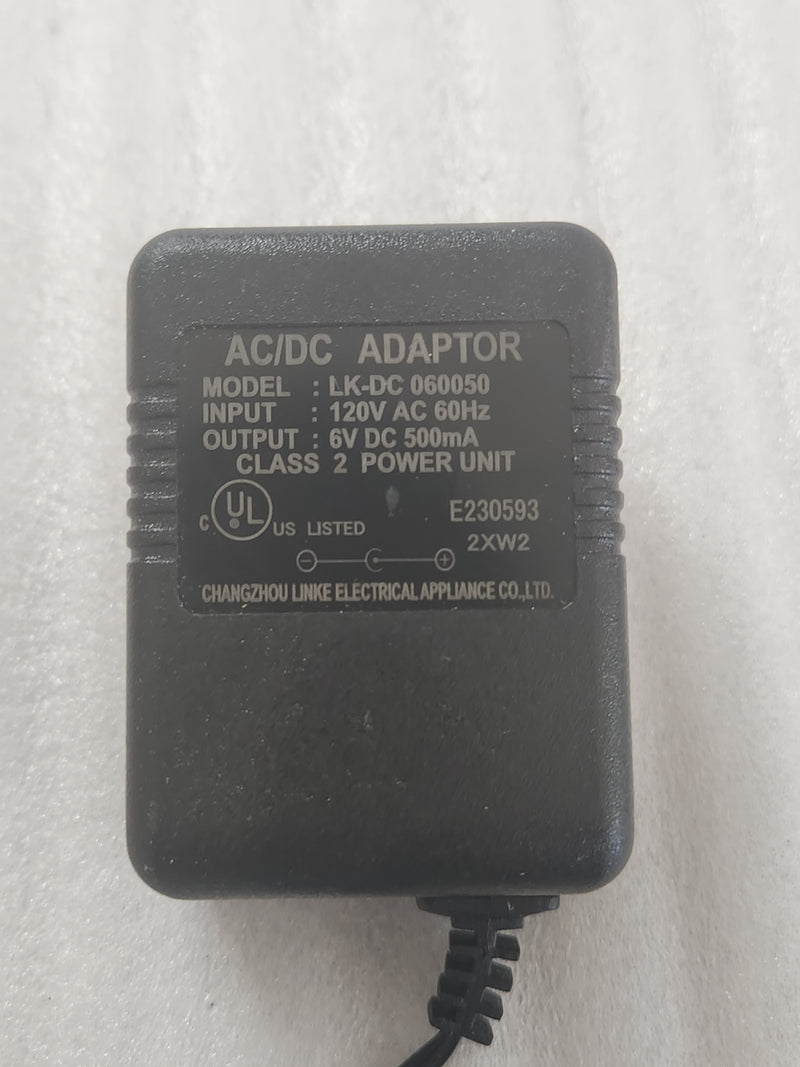 AC/DC ADAPTOR
MODEL : LK-DC 060050
INPUT : 120V AC 60Hz
OUTPUT : 6V DC 500mA
CLASS 2 POWER UNIT
C UL US LISTED
E230593
2XW2
CHANGZHOU LINKE ELECTRICAL APPLIANCE CO.,LTD.